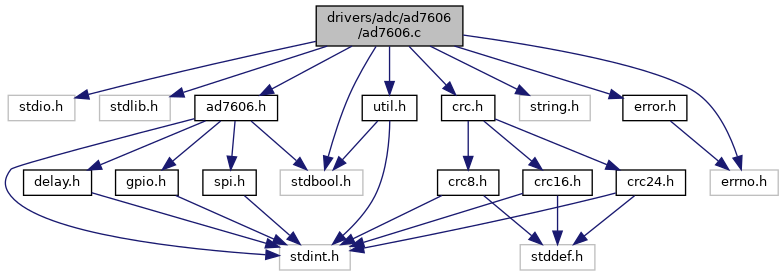 drivers/adc/ad7606
/ad7606.c
stdio.h
stdlib.h
ad7606.h
util.h
crc.h
string.h
error.h
delay.h
gpio.h
spi.h
stdbool.h
crc8.h
crc16.h
crc24.h
errno.h
stdint.h
stddef.h